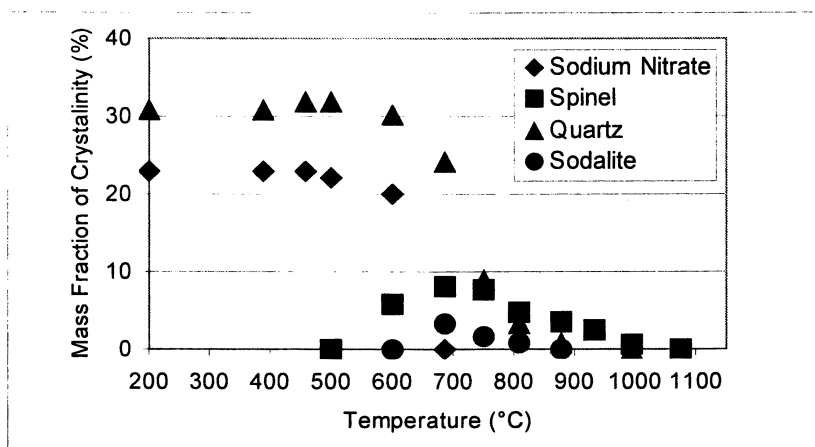 40
30
20
10
0
Mass Fraction of Crystalinity (%)
Sodium Nitrate
Spinel
Quartz
Sodalite
200 300 400 500 600 700 800 900 1000 1100
Temperature (°C)